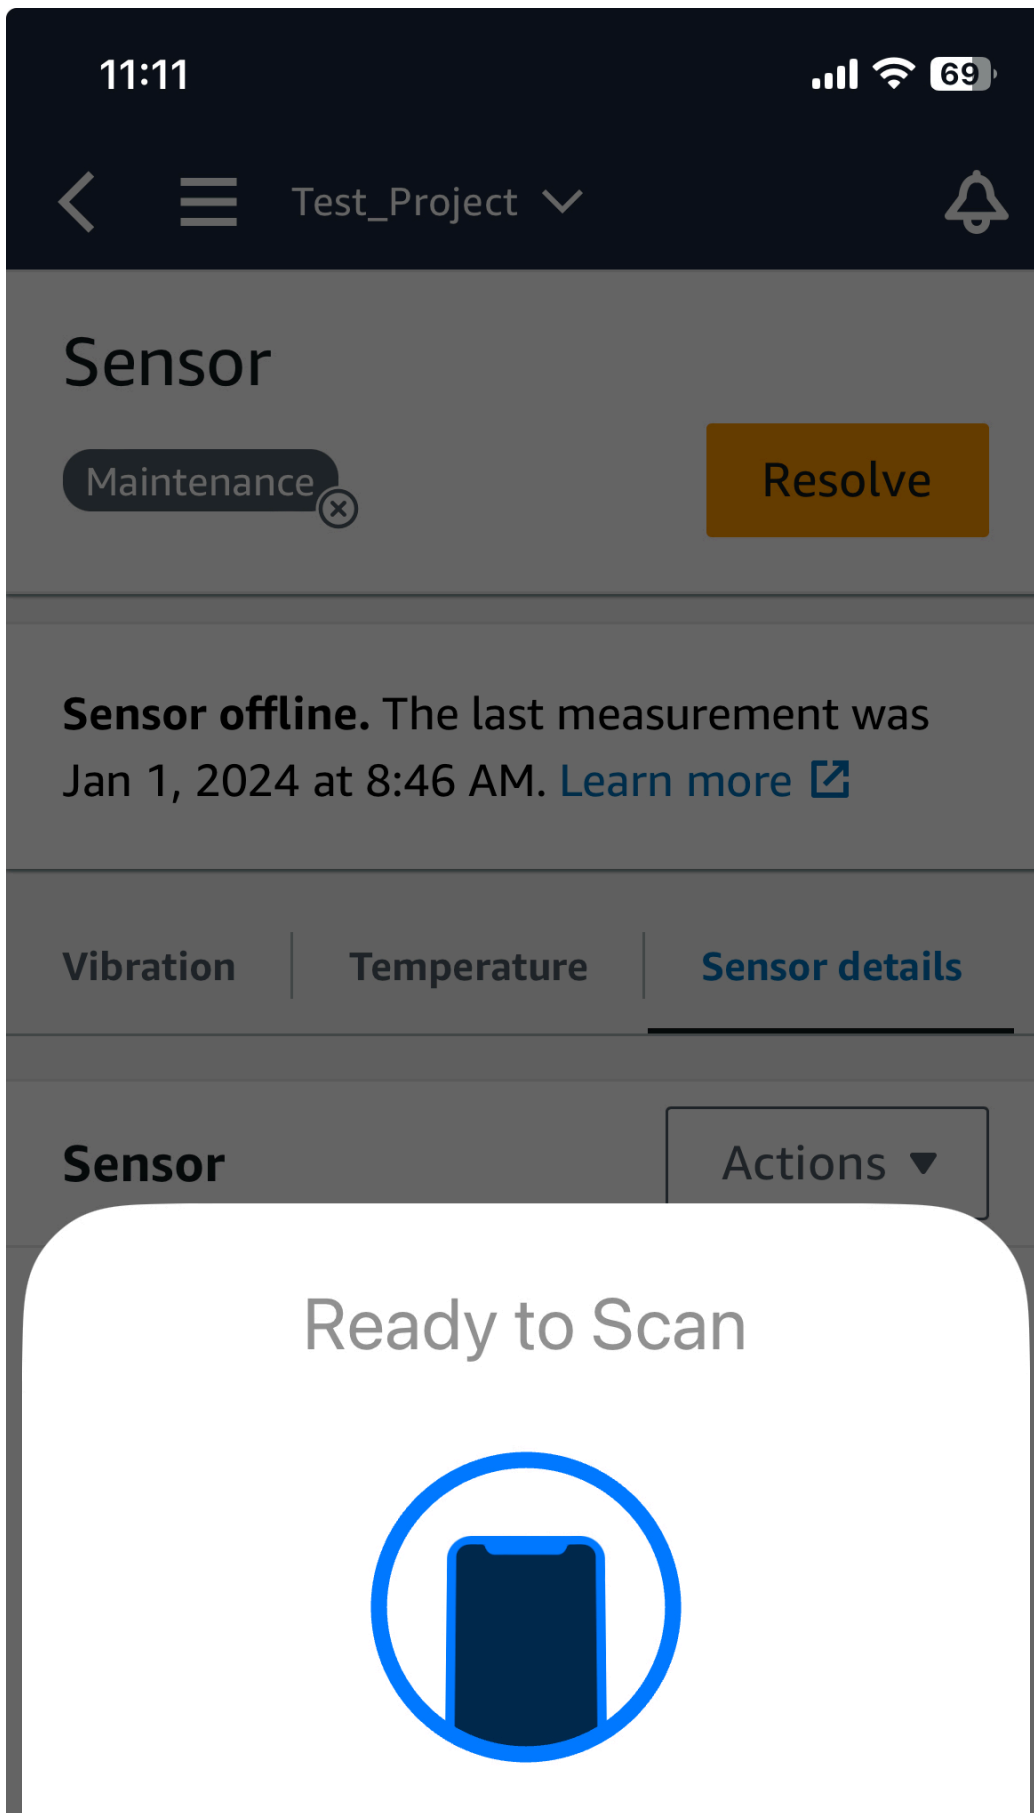 11:11
69
Test_Project
Sensor
Maintenance
Resolve
Sensor offline. The last measurement was
Jan 1, 2024 at 8:46 AM. Learn more
Vibration
Temperature
Sensor details
Sensor
Actions
Ready to Scan